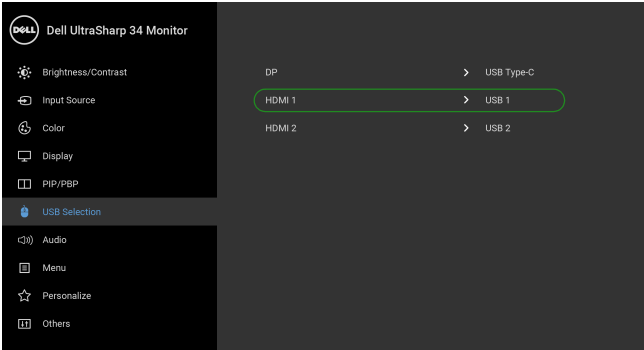 DELL Dell UltraSharp 34 Monitor
Brightness/Contrast
Input Source
Color
Display
PIP/PBP
USB Selection
Audio
Menu
Personalize
Others
DP USB Type-C
HDMI 1 USB 1
HDMI 2 USB 2